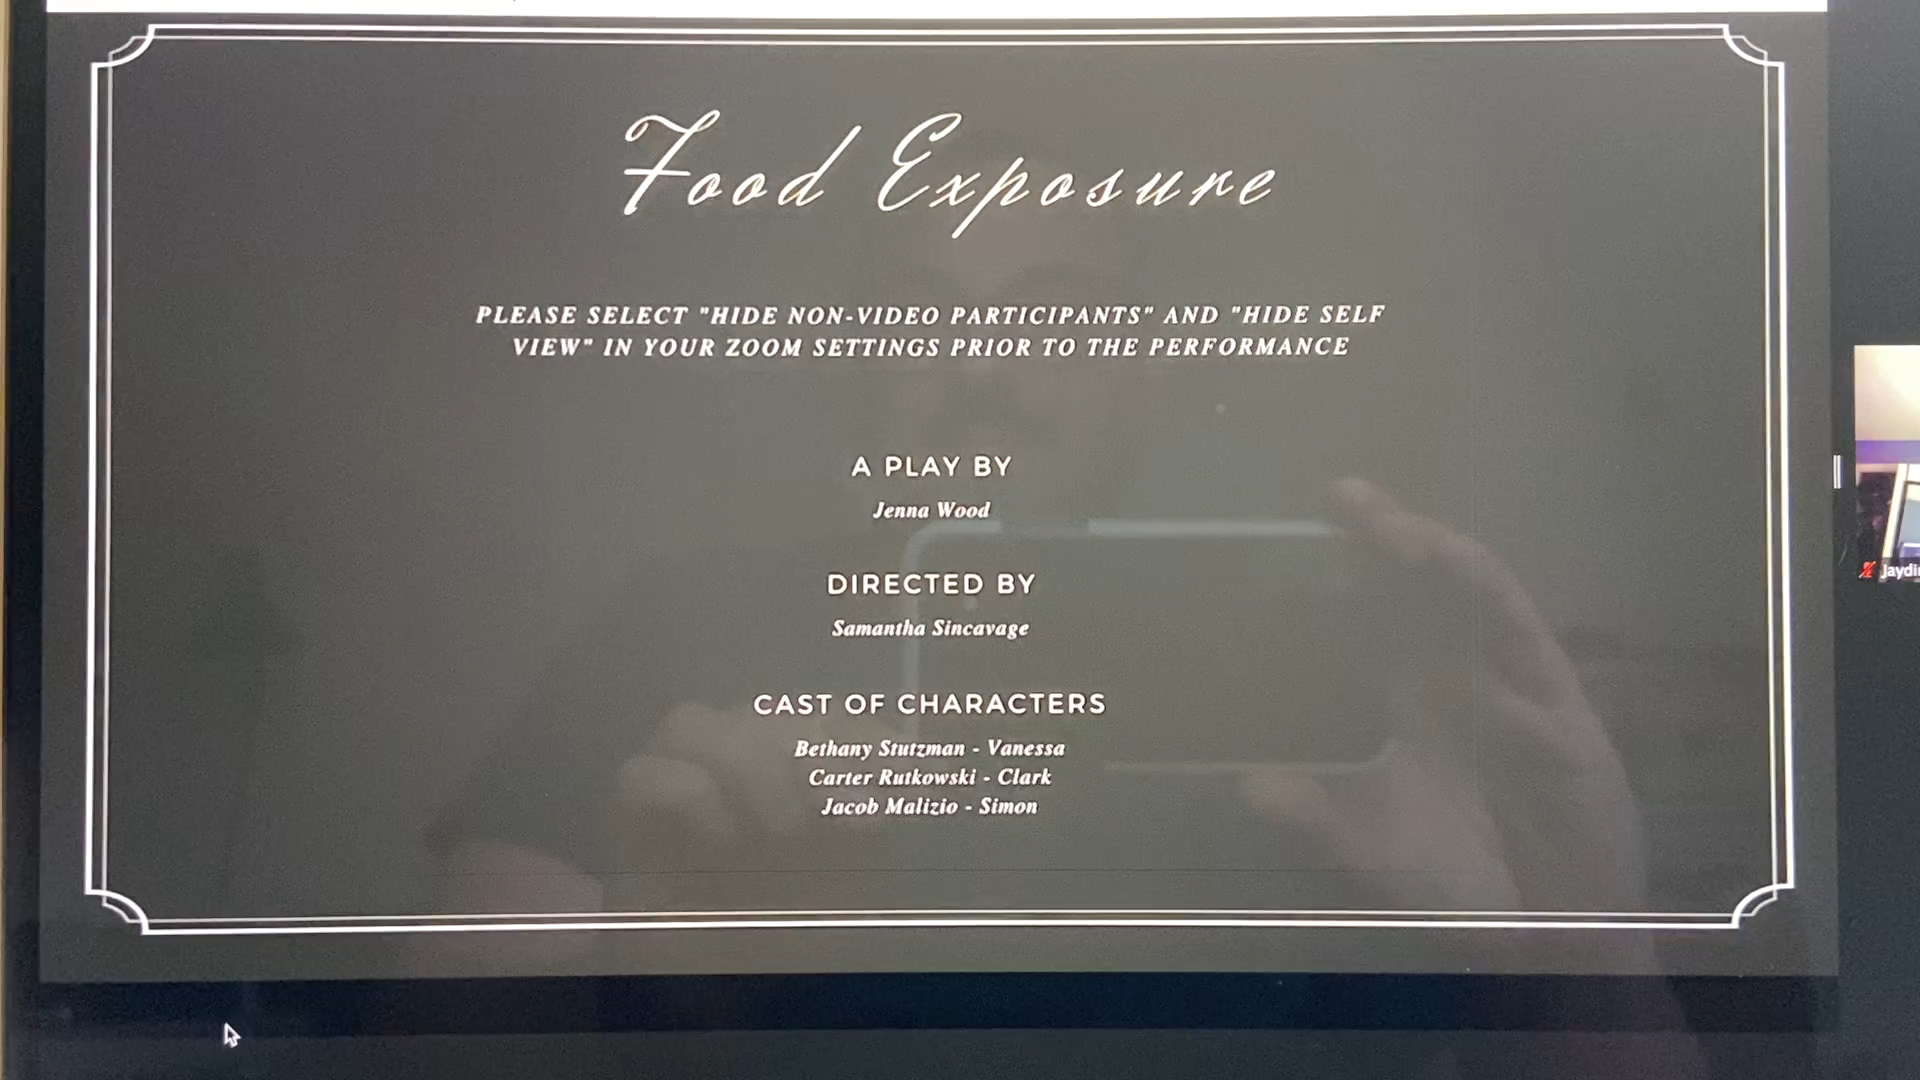 Food Exposure
PLEASE SELECT "HIDE NON-VIDEO PARTICIPANTS" AND "HIDE SELF
VIEW" IN YOUR ZOOM SETTINGS PRIOR TO THE PERFORMANCE
A PLAY BY
Jenna Wood
DIRECTED BY
Samantha Sincavage
CAST OF CHARACTERS
Bethany Stutzman - Vanessa
Carter Rutkowski - Clark
Jacob Malizio - Simon